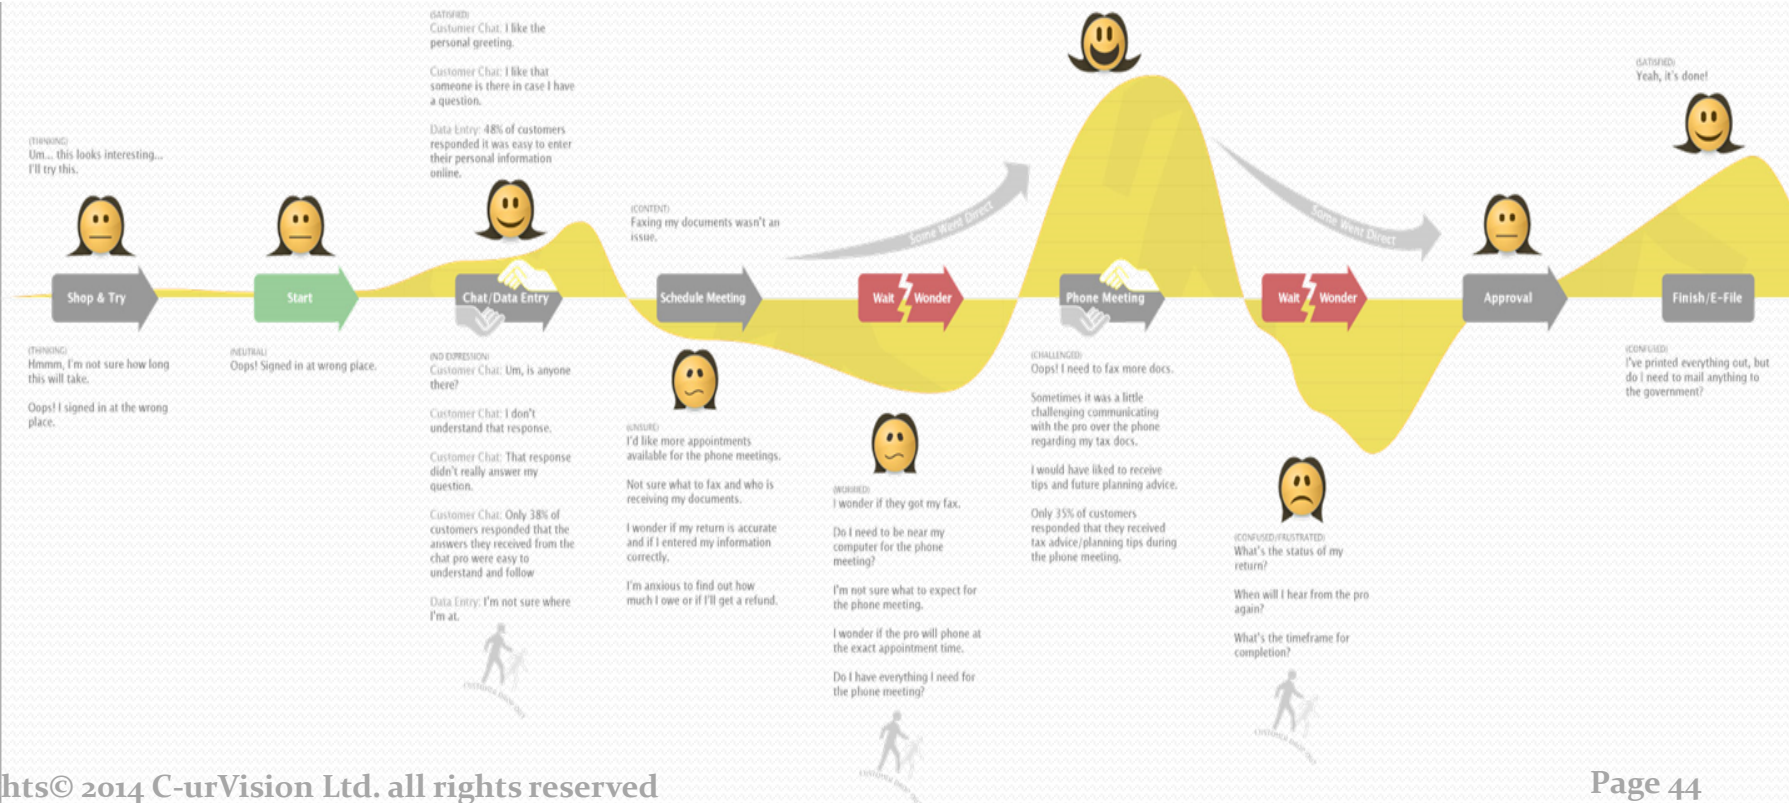 (THINKING)
Um... this looks interesting...
I'll try this.
Shop & Try
(THINKING)
Hmmm, I'm not sure how long
this will take.
Oops! I signed in at the wrong
place.
Start
(NEUTRAL)
Oops! Signed in at wrong place.
(SATISFIED)
Customer Chat: I like the
personal greeting.
Customer Chat: I like that
someone is there in case I have
a question.
Data Entry: 48% of customers
responded it was easy to enter
their personal information
online.
Chat/Data Entry
(NO EXPRESSION)
Customer Chat: Um, is anyone
there?
Customer Chat: I don't
understand that response.
Customer Chat: That response
didn't really answer my
question.
Customer Chat: Only 38% of
customers responded that the
answers they received from the
chat pro were easy to
understand and follow
Data Entry: I'm not sure where
I'm at.
CUSTOMER DROP OUT
(CONTENT)
Faxing my documents wasn't an
issue.
Schedule Meeting
(UNSURE)
I'd like more appointments
available for the phone meetings.
Not sure what to fax and who is
receiving my documents.
I wonder if my return is accurate
and if I entered my information
correctly.
I'm anxious to find out how
much I owe or if I'll get a refund.
Some Went Direct
Wait Wonder
(WORRIED)
I wonder if they got my fax.
Do I need to be near my
computer for the phone
meeting?
I'm not sure what to expect for
the phone meeting.
I wonder if the pro will phone at
the exact appointment time.
Do I have everything I need for
the phone meeting?
CUSTOMER DROP OUT
Phone Meeting
(CHALLENGED)
Oops! I need to fax more docs.
Sometimes it was a little
challenging communicating
with the pro over the phone
regarding my tax docs.
I would have liked to receive
tips and future planning advice.
Only 35% of customers
responded that they received
tax advice/planning tips during
the phone meeting.
Some Went Direct
Wait Wonder
(CONFUSED/FRUSTRATED)
What's the status of my
return?
When will I hear from the pro
again?
What's the timeframe for
completion?
CUSTOMER DROP OUT
Approval
(SATISFIED)
Yeah, it's done!
Finish/E-File
(CONFUSED)
I've printed everything out, but
do I need to mail anything to
the government?
hts© 2014 C-urVision Ltd. all rights reserved
Page 44